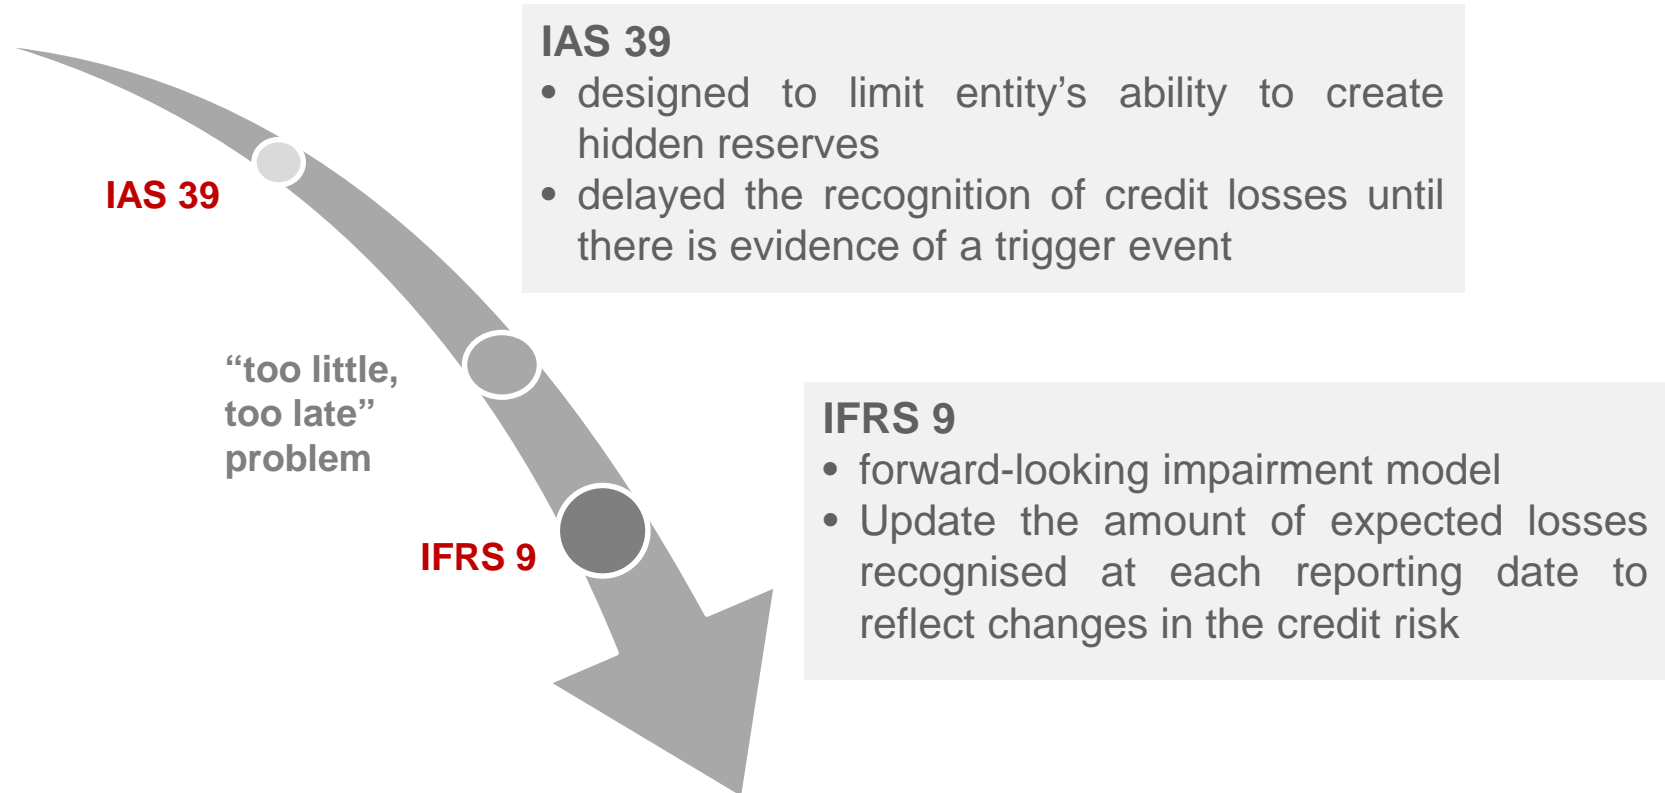 IAS 39
• designed to limit entity’s ability to create
hidden reserves
• delayed the recognition of credit losses until
there is evidence of a trigger event
IAS 39
“too little,
too late”
problem
IFRS 9
• forward-looking impairment model
• Update the amount of expected losses
recognised at each reporting date to
reflect changes in the credit risk
IFRS 9